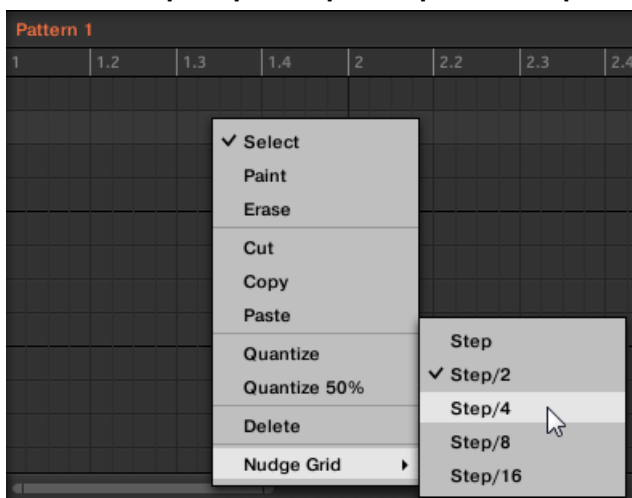 Pattern 1
1 1.2 1.3 1.4 2 2.2 2.3 2.4
Select
Paint
Erase
Cut
Copy
Paste
Quantize
Quantize 50%
Delete
Nudge Grid
Step
Step/2
Step/4
Step/8
Step/16